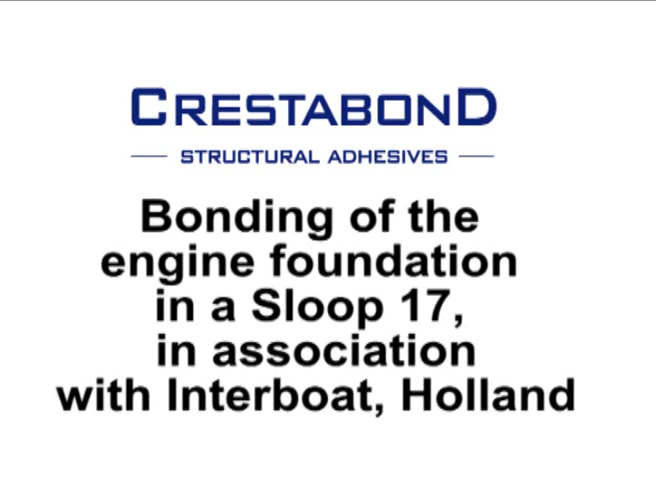 CRESTABOND
STRUCTURAL ADHESIVES
Bonding of the
engine foundation
in a Sloop 17,
in association
with Interboat, Holland